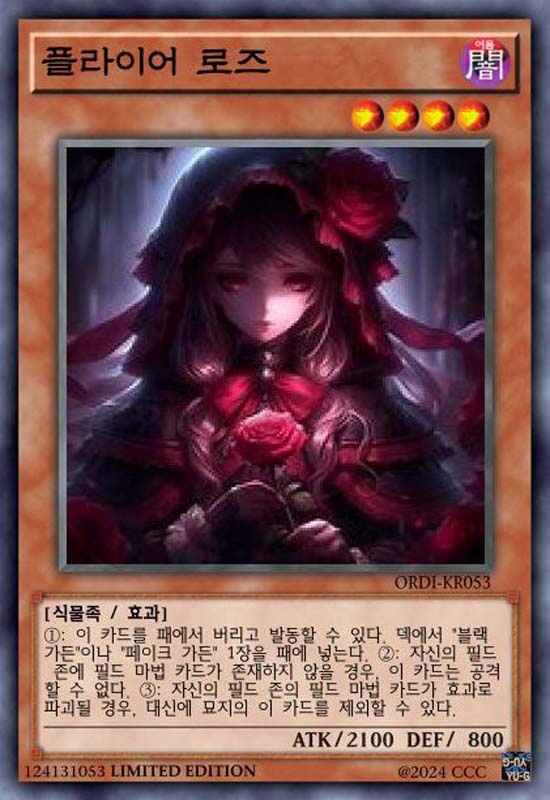 플라이어 로즈
어둠
闇
ORDI-KR053
[식물족 / 효과]
①: 이 카드를 패에서 버리고 발동할 수 있다. 덱에서 "블랙
가든"이나 "페이크 가든" 1장을 패에 넣는다. ②: 자신의 필드
존에 필드 마법 카드가 존재하지 않을 경우, 이 카드는 공격
할 수 없다. ③: 자신의 필드 존의 필드 마법 카드가 효과로
파괴될 경우, 대신에 묘지의 이 카드를 제외할 수 있다.
ATK/2100 DEF/ 800
124131053 LIMITED EDITION
@2024 CCC
YU-G